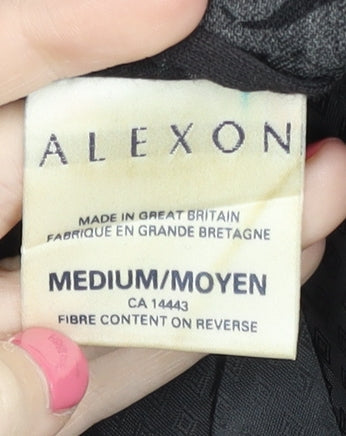 ALEXON
MADE IN GREAT BRITAIN
FABRIQUE EN GRANDE BRETAGNE
MEDIUM/MOYEN
CA 14443
FIBRE CONTENT ON REVERSE